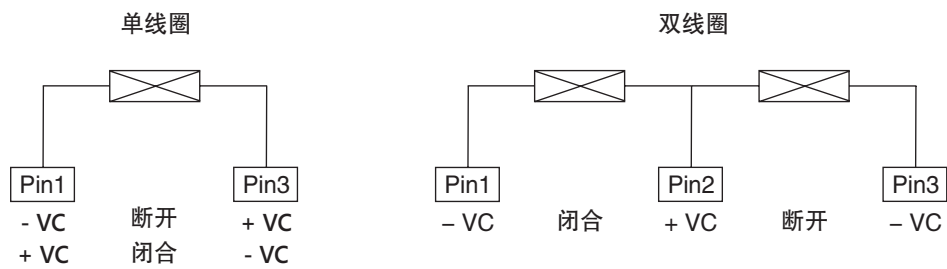 单线圈 双线圈
Pin1 Pin3 Pin1 Pin2 Pin3
- VC 断开 + VC – VC 闭合 + VC 断开 – VC
+ VC 闭合 - VC